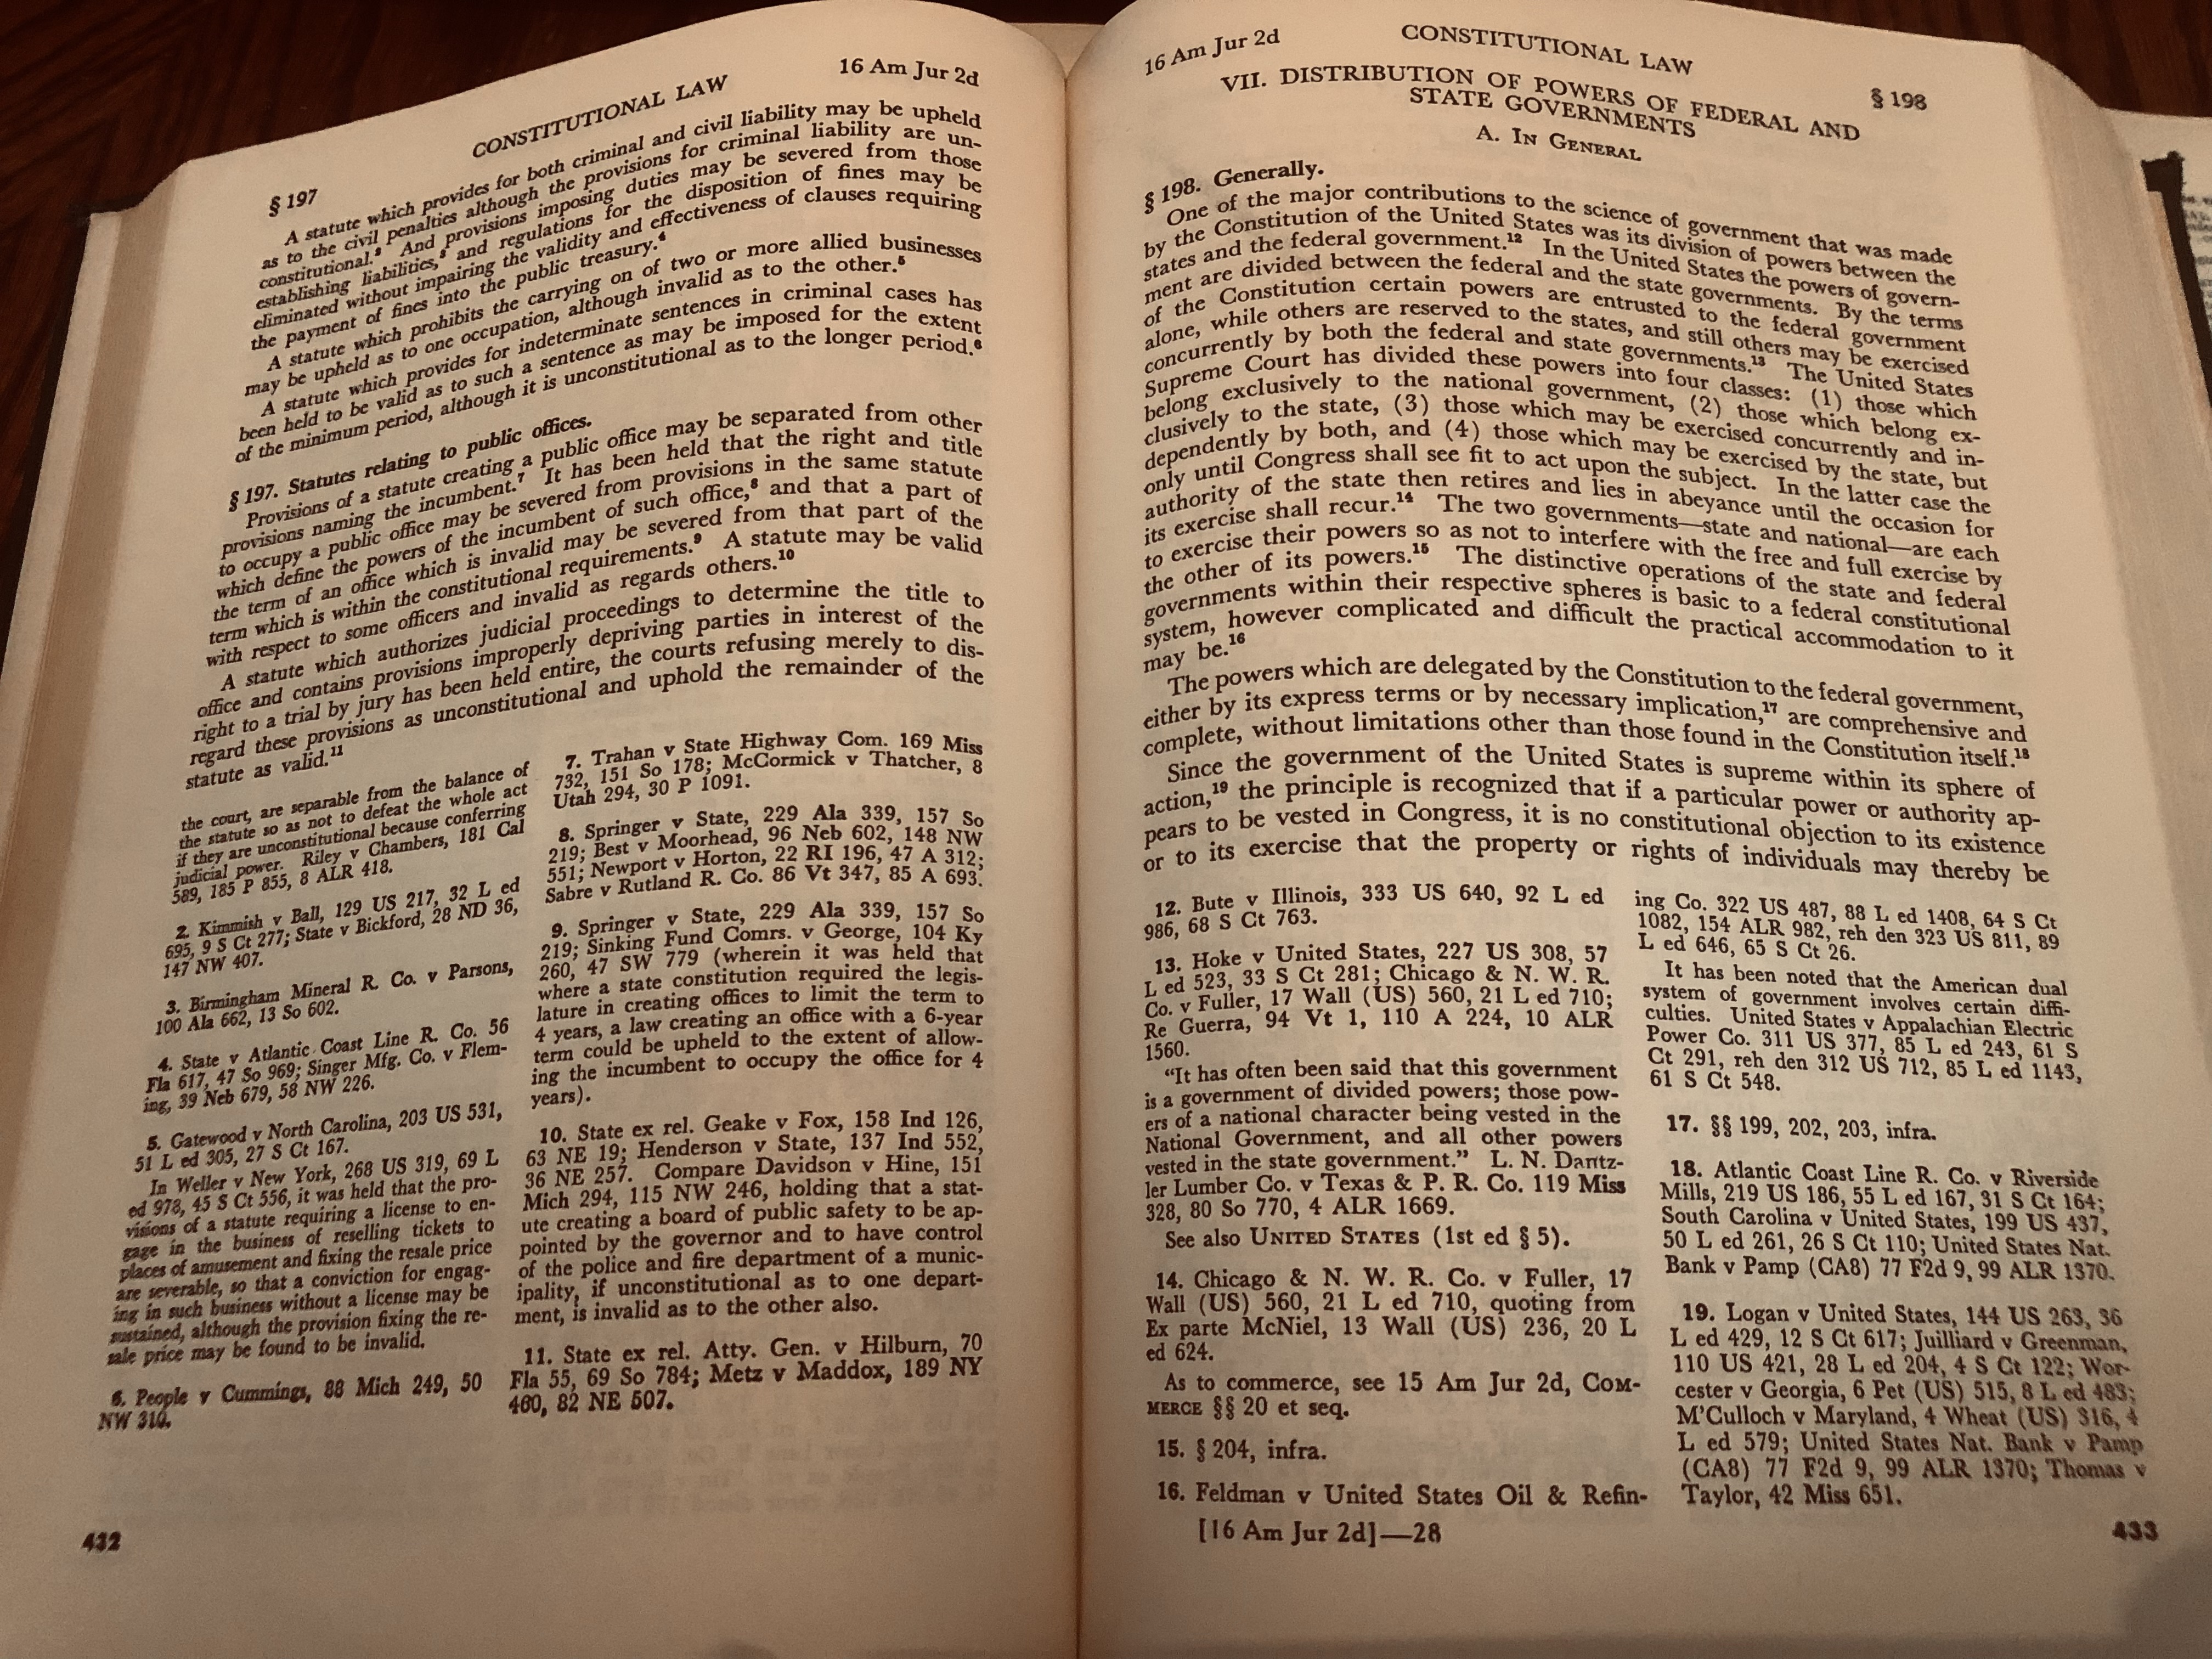 CONSTITUTIONAL LAW
16 Am Jur 2d
§ 197
A statute which provides for both criminal and civil liability may be upheld
as to the civil penalties although the provisions for criminal liability are un-
constitutional.² And provisions imposing duties may be severed from those
establishing liabilities,³ and regulations for the disposition of fines may be
eliminated without impairing the validity and effectiveness of clauses requiring
the payment of fines into the public treasury.⁴
A statute which prohibits the carrying on of two or more allied businesses
may be upheld as to one occupation, although invalid as to the other.⁵
A statute which provides for indeterminate sentences in criminal cases has
been held to be valid as to such a sentence as may be imposed for the extent
of the minimum period, although it is unconstitutional as to the longer period.⁶
§ 197. Statutes relating to public offices.
Provisions of a statute creating a public office may be separated from other
provisions naming the incumbent.⁷ It has been held that the right and title
to occupy a public office may be severed from provisions in the same statute
which define the powers of the incumbent of such office,⁸ and that a part of
the term of an office which is invalid may be severed from that part of the
term which is within the constitutional requirements.⁹ A statute may be valid
with respect to some officers and invalid as regards others.¹⁰
A statute which authorizes judicial proceedings to determine the title to
office and contains provisions improperly depriving parties in interest of the
right to a trial by jury has been held entire, the courts refusing merely to dis-
regard these provisions as unconstitutional and uphold the remainder of the
statute as valid.¹¹
the court, are separable from the balance of
the statute so as not to defeat the whole act
if they are unconstitutional because conferring
judicial power. Riley v Chambers, 181 Cal
589, 185 P 855, 8 ALR 418.
2. Kimmish v Ball, 129 US 217, 32 L ed
695, 9 S Ct 277; State v Bickford, 28 ND 36,
147 NW 407.
3. Birmingham Mineral R. Co. v Parsons,
100 Ala 662, 13 So 602.
4. State v Atlantic Coast Line R. Co. 56
Fla 617, 47 So 969; Singer Mfg. Co. v Flem-
ing, 39 Neb 679, 58 NW 226.
5. Gatewood v North Carolina, 203 US 531,
51 L ed 305, 27 S Ct 167.
In Weller v New York, 268 US 319, 69 L
ed 978, 45 S Ct 556, it was held that the pro-
visions of a statute requiring a license to en-
gage in the business of reselling tickets to
places of amusement and fixing the resale price
are severable, so that a conviction for engag-
ing in such business without a license may be
sustained, although the provision fixing the re-
sale price may be found to be invalid.
6. People v Cummings, 88 Mich 249, 50
NW 310.
7. Trahan v State Highway Com. 169 Miss
732, 151 So 178; McCormick v Thatcher, 8
Utah 294, 30 P 1091.
8. Springer v State, 229 Ala 339, 157 So
219; Best v Moorhead, 96 Neb 602, 148 NW
551; Newport v Horton, 22 RI 196, 47 A 312;
Sabre v Rutland R. Co. 86 Vt 347, 85 A 693.
9. Springer v State, 229 Ala 339, 157 So
219; Sinking Fund Comrs. v George, 104 Ky
260, 47 SW 779 (wherein it was held that
where a state constitution required the legis-
lature in creating offices to limit the term to
4 years, a law creating an office with a 6-year
term could be upheld to the extent of allow-
ing the incumbent to occupy the office for 4
years).
10. State ex rel. Geake v Fox, 158 Ind 126,
63 NE 19; Henderson v State, 137 Ind 552,
36 NE 257. Compare Davidson v Hine, 151
Mich 294, 115 NW 246, holding that a stat-
ute creating a board of public safety to be ap-
pointed by the governor and to have control
of the police and fire department of a munic-
ipality, if unconstitutional as to one depart-
ment, is invalid as to the other also.
11. State ex rel. Atty. Gen. v Hilburn, 70
Fla 55, 69 So 784; Metz v Maddox, 189 NY
460, 82 NE 507.
432
16 Am Jur 2d
CONSTITUTIONAL LAW
§ 198
VII. DISTRIBUTION OF POWERS OF FEDERAL AND
STATE GOVERNMENTS
A. IN GENERAL
§ 198. Generally.
One of the major contributions to the science of government that was made
by the Constitution of the United States was its division of powers between the
states and the federal government.¹² In the United States the powers of govern-
ment are divided between the federal and the state governments. By the terms
of the Constitution certain powers are entrusted to the federal government
alone, while others are reserved to the states, and still others may be exercised
concurrently by both the federal and state governments.¹³ The United States
Supreme Court has divided these powers into four classes: (1) those which
belong exclusively to the national government, (2) those which belong ex-
clusively to the state, (3) those which may be exercised concurrently and in-
dependently by both, and (4) those which may be exercised by the state, but
only until Congress shall see fit to act upon the subject. In the latter case the
authority of the state then retires and lies in abeyance until the occasion for
its exercise shall recur.¹⁴ The two governments—state and national—are each
to exercise their powers so as not to interfere with the free and full exercise by
the other of its powers.¹⁵ The distinctive operations of the state and federal
governments within their respective spheres is basic to a federal constitutional
system, however complicated and difficult the practical accommodation to it
may be.¹⁶
The powers which are delegated by the Constitution to the federal government,
either by its express terms or by necessary implication,¹⁷ are comprehensive and
complete, without limitations other than those found in the Constitution itself.¹⁸
Since the government of the United States is supreme within its sphere of
action,¹⁹ the principle is recognized that if a particular power or authority ap-
pears to be vested in Congress, it is no constitutional objection to its existence
or to its exercise that the property or rights of individuals may thereby be
12. Bute v Illinois, 333 US 640, 92 L ed
986, 68 S Ct 763.
13. Hoke v United States, 227 US 308, 57
L ed 523, 33 S Ct 281; Chicago & N. W. R.
Co. v Fuller, 17 Wall (US) 560, 21 L ed 710;
Re Guerra, 94 Vt 1, 110 A 224, 10 ALR
1560.
"It has often been said that this government
is a government of divided powers; those pow-
ers of a national character being vested in the
National Government, and all other powers
vested in the state government." L. N. Dantz-
ler Lumber Co. v Texas & P. R. Co. 119 Miss
328, 80 So 770, 4 ALR 1669.
See also UNITED STATES (1st ed § 5).
14. Chicago & N. W. R. Co. v Fuller, 17
Wall (US) 560, 21 L ed 710, quoting from
Ex parte McNiel, 13 Wall (US) 236, 20 L
ed 624.
As to commerce, see 15 Am Jur 2d, COM-
MERCE §§ 20 et seq.
15. § 204, infra.
16. Feldman v United States Oil & Refin-
ing Co. 322 US 487, 88 L ed 1408, 64 S Ct
1082, 154 ALR 982, reh den 323 US 811, 89
L ed 646, 65 S Ct 26.
It has been noted that the American dual
system of government involves certain diffi-
culties. United States v Appalachian Electric
Power Co. 311 US 377, 85 L ed 243, 61 S
Ct 291, reh den 312 US 712, 85 L ed 1143,
61 S Ct 548.
17. §§ 199, 202, 203, infra.
18. Atlantic Coast Line R. Co. v Riverside
Mills, 219 US 186, 55 L ed 167, 31 S Ct 164;
South Carolina v United States, 199 US 437,
50 L ed 261, 26 S Ct 110; United States Nat.
Bank v Pamp (CA8) 77 F2d 9, 99 ALR 1370.
19. Logan v United States, 144 US 263, 36
L ed 429, 12 S Ct 617; Juilliard v Greenman,
110 US 421, 28 L ed 204, 4 S Ct 122; Wor-
cester v Georgia, 6 Pet (US) 515, 8 L ed 483;
M'Culloch v Maryland, 4 Wheat (US) 316, 4
L ed 579; United States Nat. Bank v Pamp
(CA8) 77 F2d 9, 99 ALR 1370; Thomas v
Taylor, 42 Miss 651.
[16 Am Jur 2d]—28
433